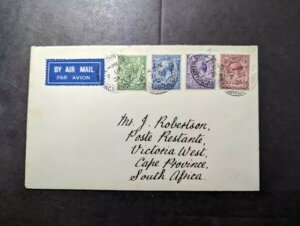 BY AIR MAIL
PAR AVION
Mr J. Robertson,
Poste Restante,
Victoria West,
Cape Province,
South Africa.